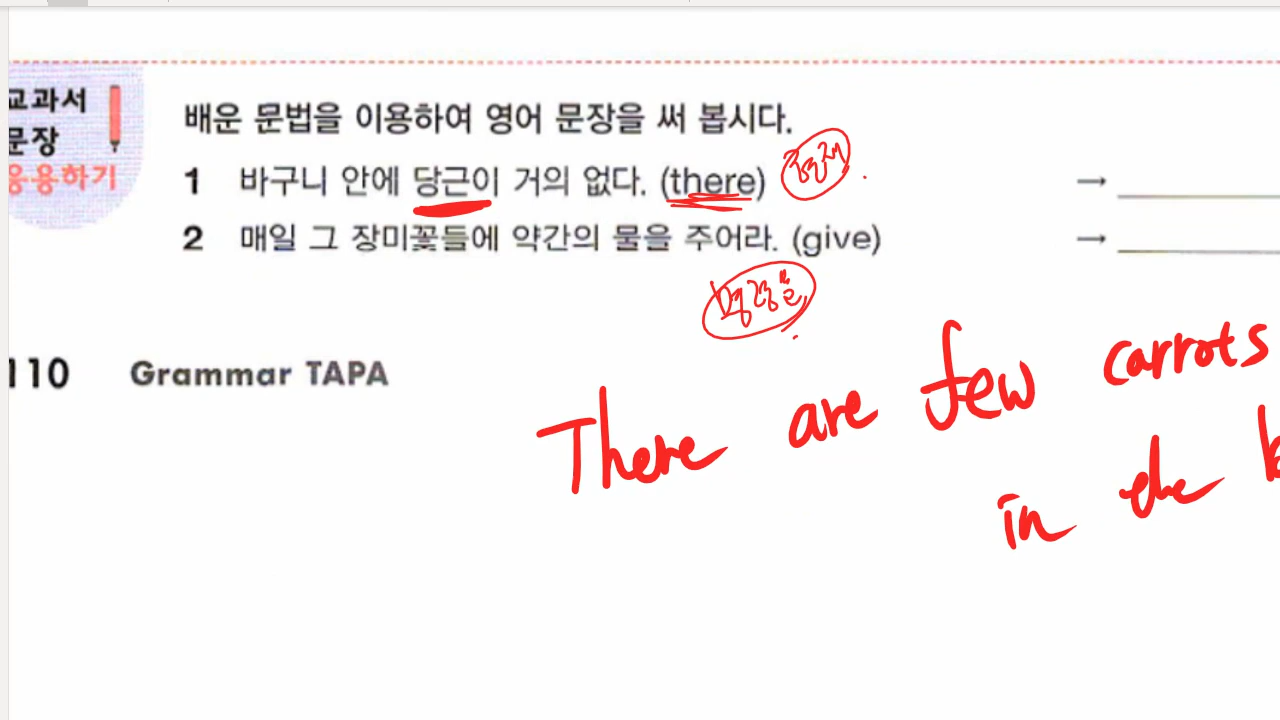 교과서
문장
응용하기
배운 문법을 이용하여 영어 문장을 써 봅시다.
1 바구니 안에 당근이 거의 없다. (there) →
2 매일 그 장미꽃들에 약간의 물을 주어라. (give) →
명령문
There are few carrots
in the b
110 Grammar TAPA